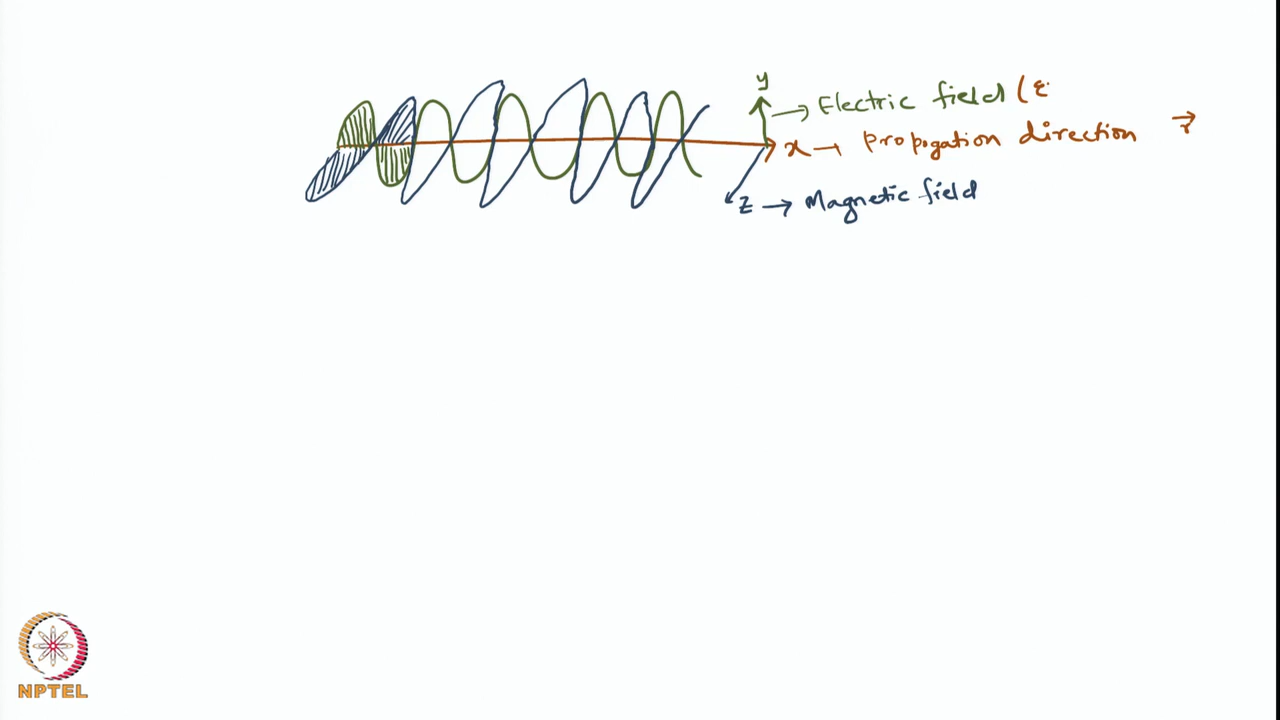 y → Electric field (ε
x → Propogation direction →
z → Magnetic field
NPTEL